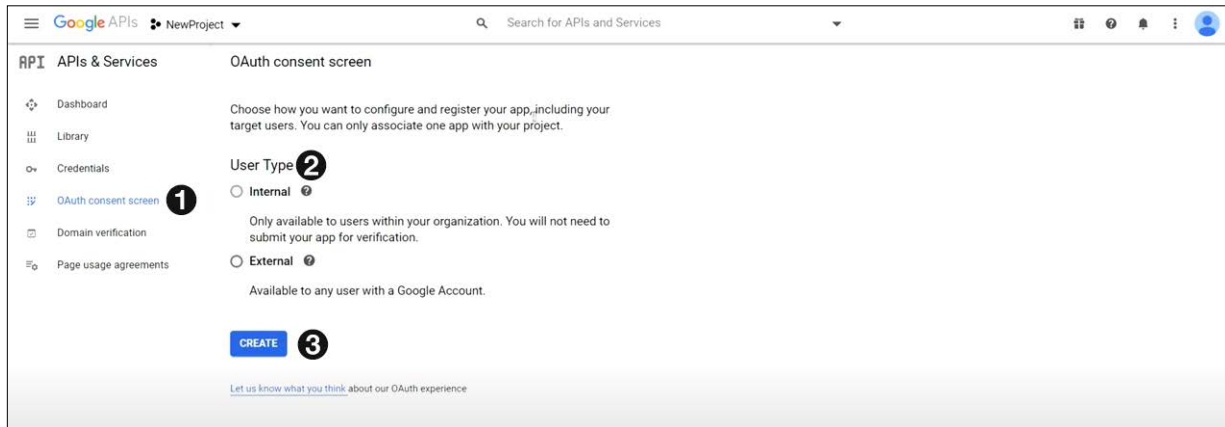 Google APIs NewProject Search for APIs and Services
API APIs & Services
Dashboard
Library
Credentials
OAuth consent screen 1
Domain verification
Page usage agreements
OAuth consent screen
Choose how you want to configure and register your app, including your
target users. You can only associate one app with your project.
User Type 2
Internal
Only available to users within your organization. You will not need to
submit your app for verification.
External
Available to any user with a Google Account.
CREATE 3
Let us know what you think about our OAuth experience